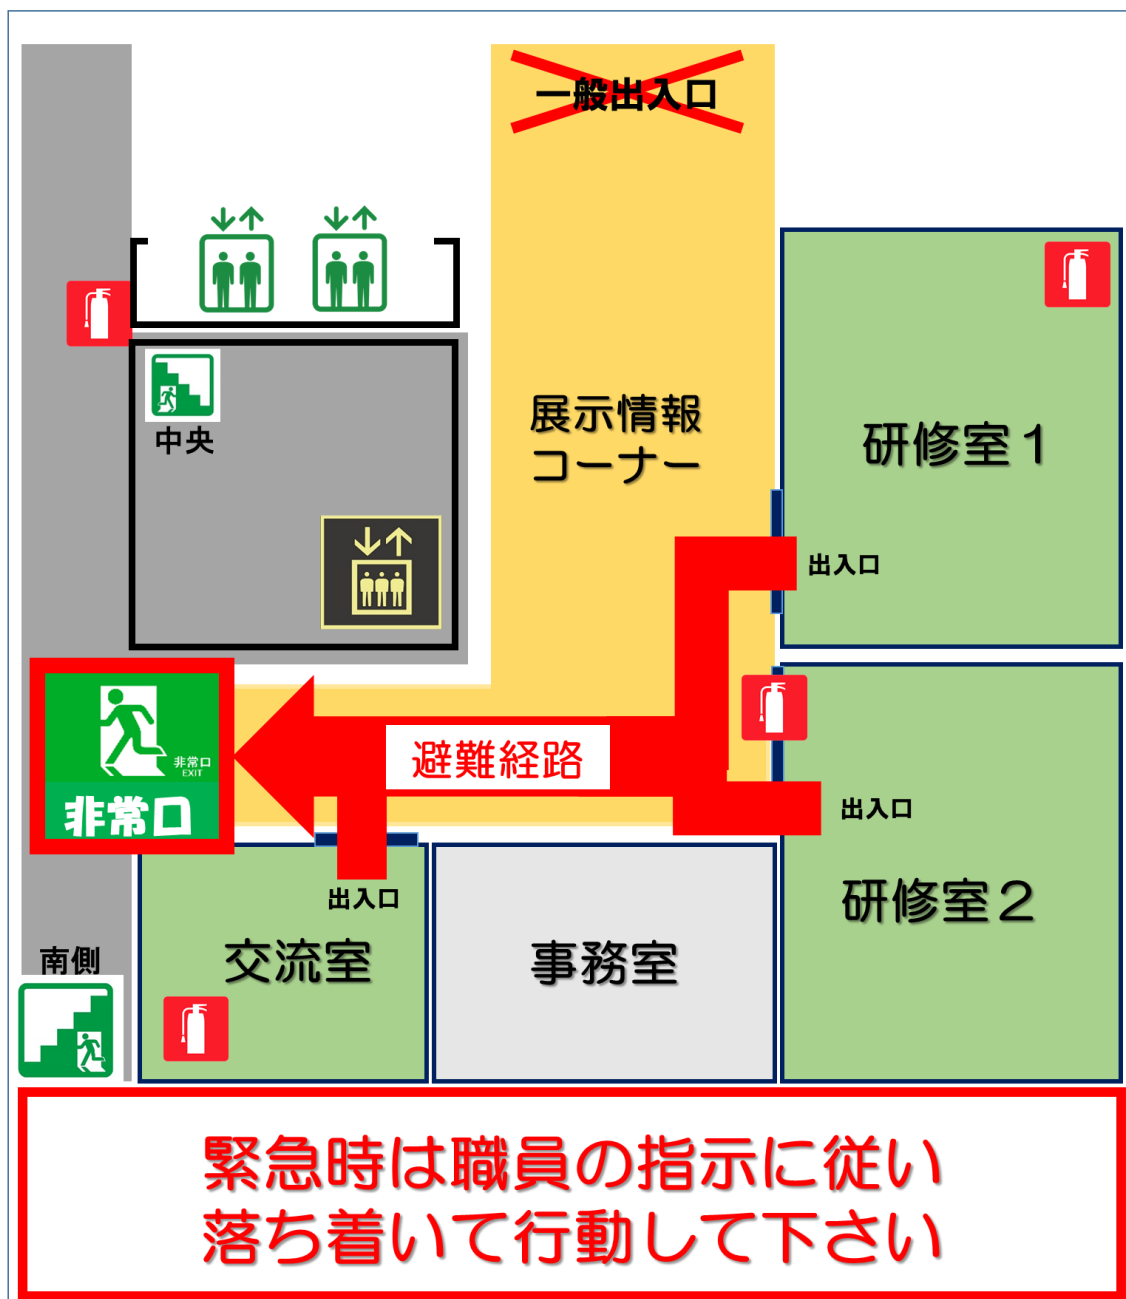 一般出入口
中央
展示情報
コーナー
研修室１
出入口
非常口
EXIT
非常口
避難経路
出入口
研修室２
出入口
交流室
事務室
南側
緊急時は職員の指示に従い
落ち着いて行動して下さい